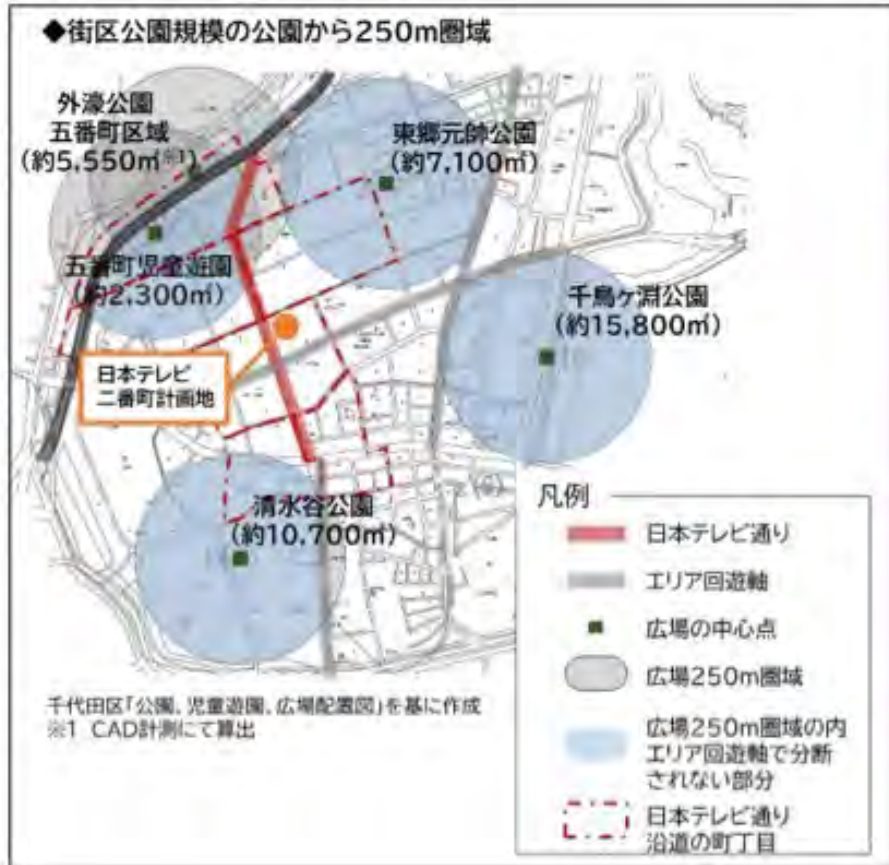 ◆街区公園規模の公園から250m圏域
外濠公園
五番町区域
(約5,550㎡※1)
東郷元帥公園
(約7,100㎡)
五番町児童遊園
(約2,300㎡)
千鳥ヶ淵公園
(約15,800㎡)
日本テレビ
二番町計画地
清水谷公園
(約10,700㎡)
凡例
日本テレビ通り
エリア回遊軸
広場の中心点
広場250m圏域
広場250m圏域の内
エリア回遊軸で分断
されない部分
日本テレビ通り
沿道の町丁目
千代田区「公園、児童遊園、広場配置図」を基に作成
※1 CAD計測にて算出